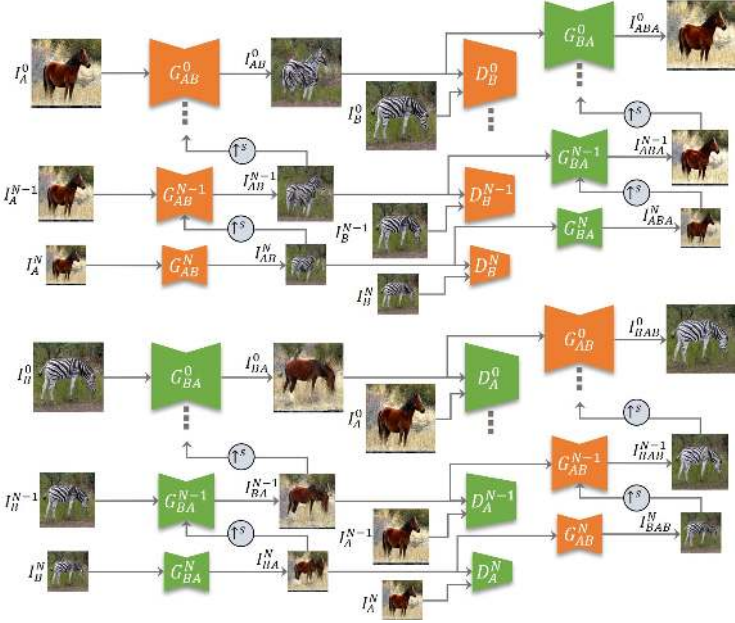 I_A^0 G_AB^0 I_AB^0 I_B^0 D_B^0 G_BA^0 I_ABA^0
↑s ↑s
I_A^{N-1} G_AB^{N-1} I_AB^{N-1} I_B^{N-1} D_B^{N-1} G_BA^{N-1} I_ABA^{N-1}
↑s ↑s
I_A^N G_AB^N I_AB^N I_B^N D_B^N G_BA^N I_ABA^N
I_B^0 G_BA^0 I_BA^0 I_A^0 D_A^0 G_AB^0 I_BAB^0
↑s ↑s
I_B^{N-1} G_BA^{N-1} I_BA^{N-1} I_A^{N-1} D_A^{N-1} G_AB^{N-1} I_BAB^{N-1}
↑s ↑s
I_B^N G_BA^N I_BA^N I_A^N D_A^N G_AB^N I_BAB^N